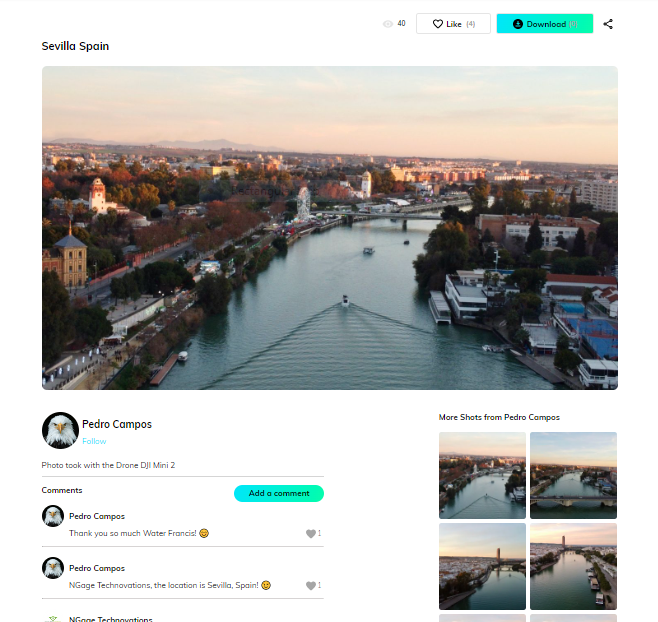 40
Like (4)
Download
Sevilla Spain
Pedro Campos
Follow
Photo took with the Drone DJI Mini 2
Comments
Add a comment
Pedro Campos
Thank you so much Water Francis! 😊
1
Pedro Campos
NGage Technovations, the location is Sevilla, Spain! 😉
1
NGage Technovations
More Shots from Pedro Campos